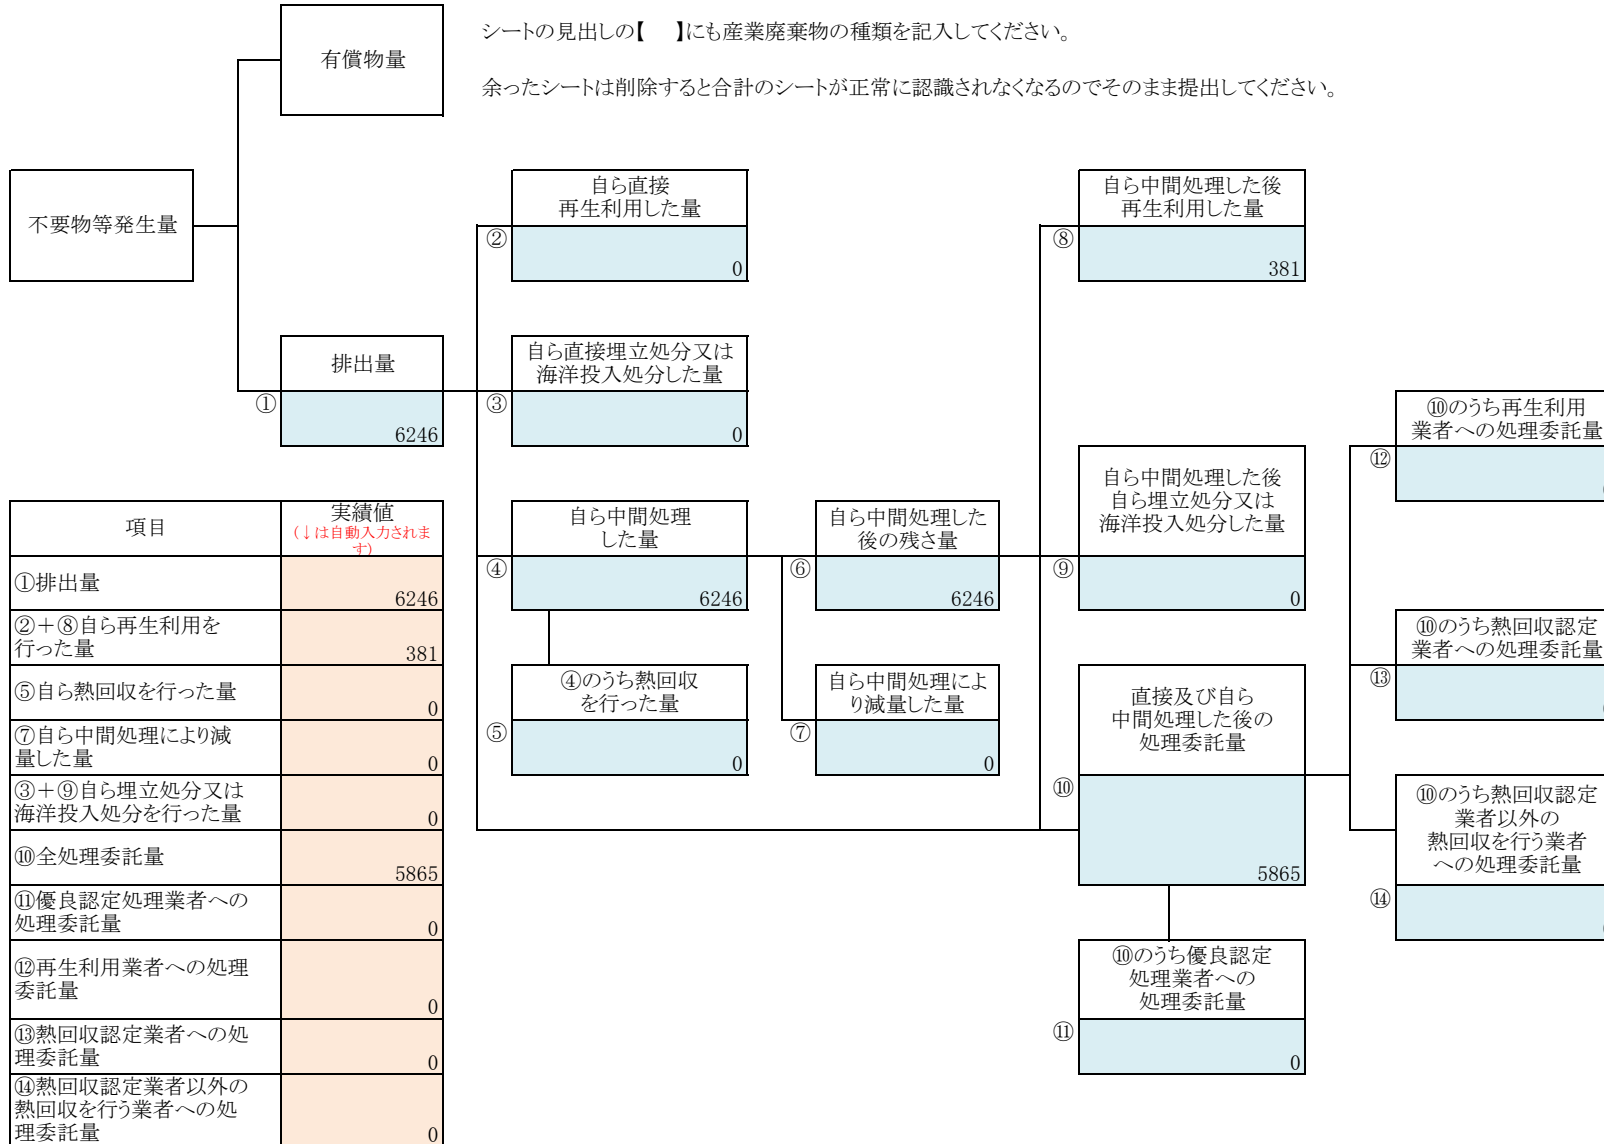 シートの見出しの【　】にも産業廃棄物の種類を記入してください。
余ったシートは削除すると合計のシートが正常に認識されなくなるのでそのまま提出してください。
有償物量
不要物等発生量
自ら直接
再生利用した量
②
0
自ら中間処理した後
再生利用した量
⑧
381
排出量
①
6246
自ら直接埋立処分又は
海洋投入処分した量
③
0
⑩のうち再生利用
業者への処理委託量
⑫
自ら中間処理した後
自ら埋立処分又は
海洋投入処分した量
⑨
0
自ら中間処理
した量
④
6246
自ら中間処理した
後の残さ量
⑥
6246
④のうち熱回収
を行った量
⑤
0
自ら中間処理によ
り減量した量
⑦
0
⑩のうち熱回収認定
業者への処理委託量
⑬
直接及び自ら
中間処理した後の
処理委託量
⑩
5865
⑩のうち熱回収認定
業者以外の
熱回収を行う業者
への処理委託量
⑭
⑩のうち優良認定
処理業者への
処理委託量
⑪
0
項目
実績値
(↓は自動入力されま
す)
①排出量
6246
②＋⑧自ら再生利用を
行った量
381
⑤自ら熱回収を行った量
0
⑦自ら中間処理により減
量した量
0
③＋⑨自ら埋立処分又は
海洋投入処分を行った量
0
⑩全処理委託量
5865
⑪優良認定処理業者への
処理委託量
0
⑫再生利用業者への処理
委託量
0
⑬熱回収認定業者への処
理委託量
0
⑭熱回収認定業者以外の
熱回収を行う業者への処
理委託量
0